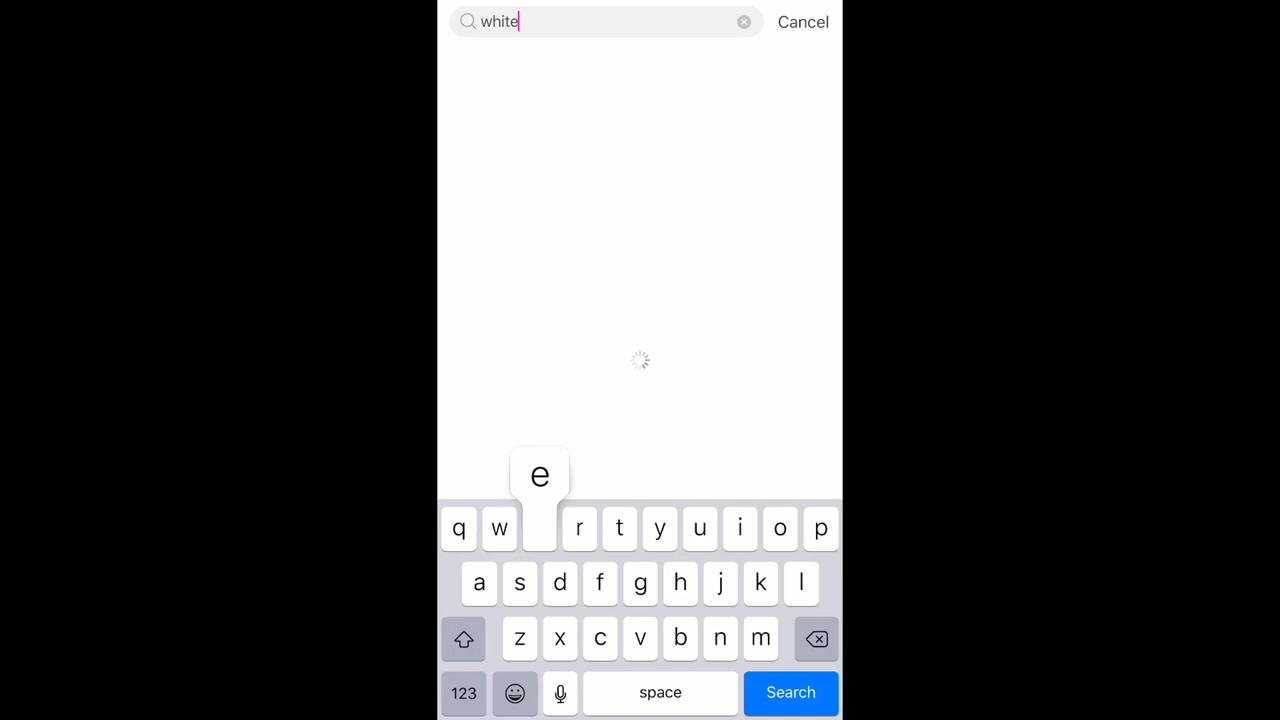 white Cancel
e
q w r t y u i o p
a s d f g h j k l
z x c v b n m
123 space Search